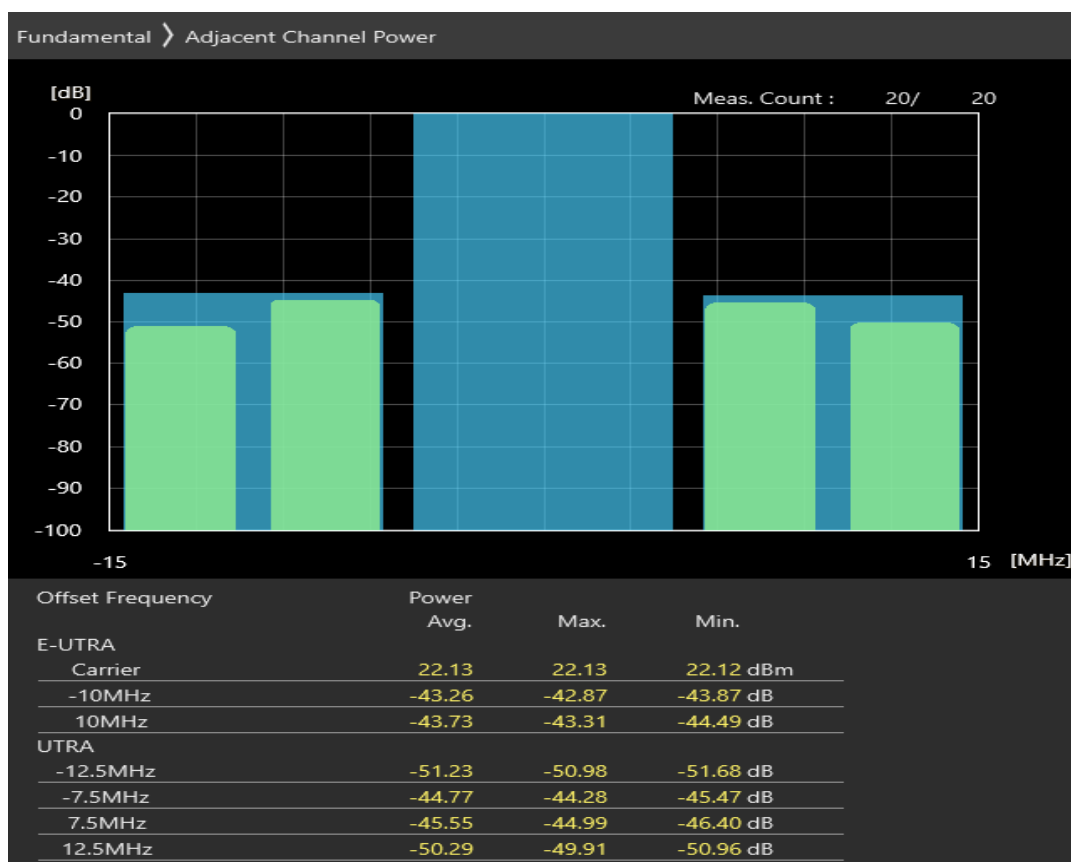 Fundamental ❯ Adjacent Channel Power
[dB]
Meas. Count : 20/ 20
0
-10
-20
-30
-40
-50
-60
-70
-80
-90
-100
-15 15 [MHz]
Offset Frequency Power
Avg. Max. Min.
E-UTRA
Carrier 22.13 22.13 22.12 dBm
-10MHz -43.26 -42.87 -43.87 dB
10MHz -43.73 -43.31 -44.49 dB
UTRA
-12.5MHz -51.23 -50.98 -51.68 dB
-7.5MHz -44.77 -44.28 -45.47 dB
7.5MHz -45.55 -44.99 -46.40 dB
12.5MHz -50.29 -49.91 -50.96 dB